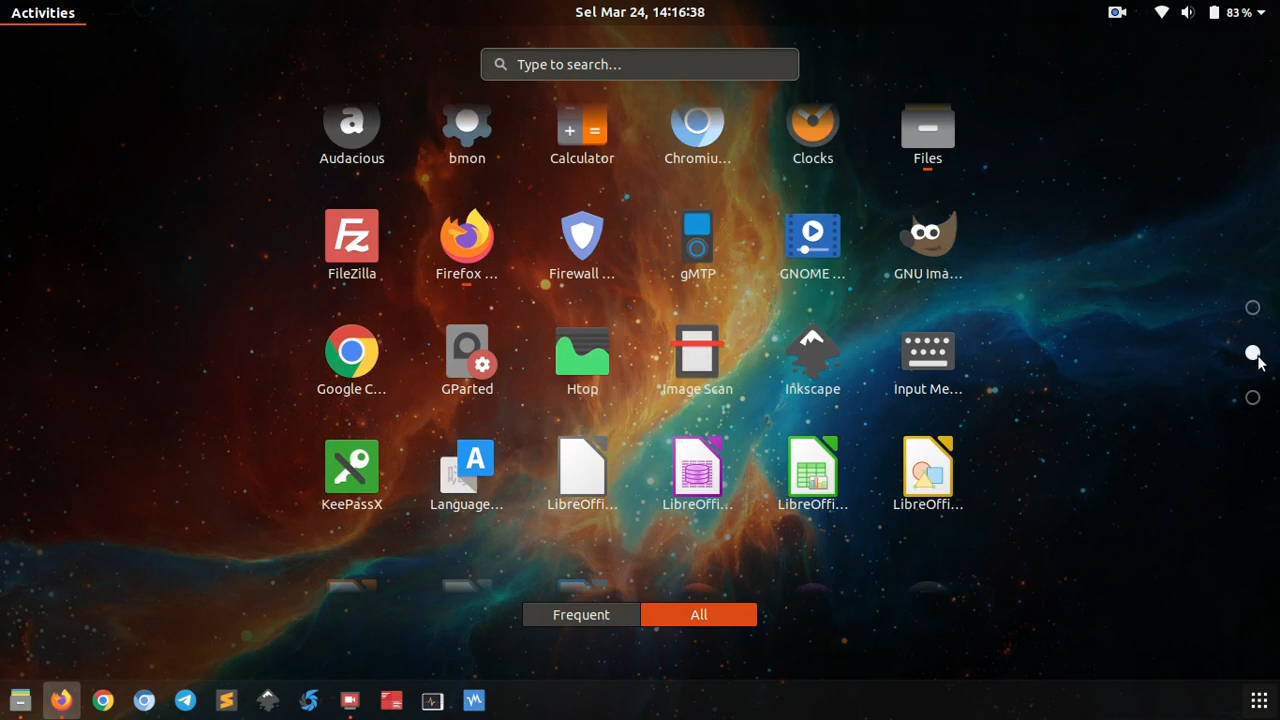 Activities
Sel Mar 24, 14:16:38
83 %
Type to search...
Audacious
bmon
Calculator
Chromiu...
Clocks
Files
FileZilla
Firefox ...
Firewall ...
gMTP
GNOME ...
GNU Ima...
Google C...
GParted
Htop
Image Scan
Inkscape
Input Me...
KeePassX
Language...
LibreOffi...
LibreOffi...
LibreOffi...
LibreOffi...
Frequent
All